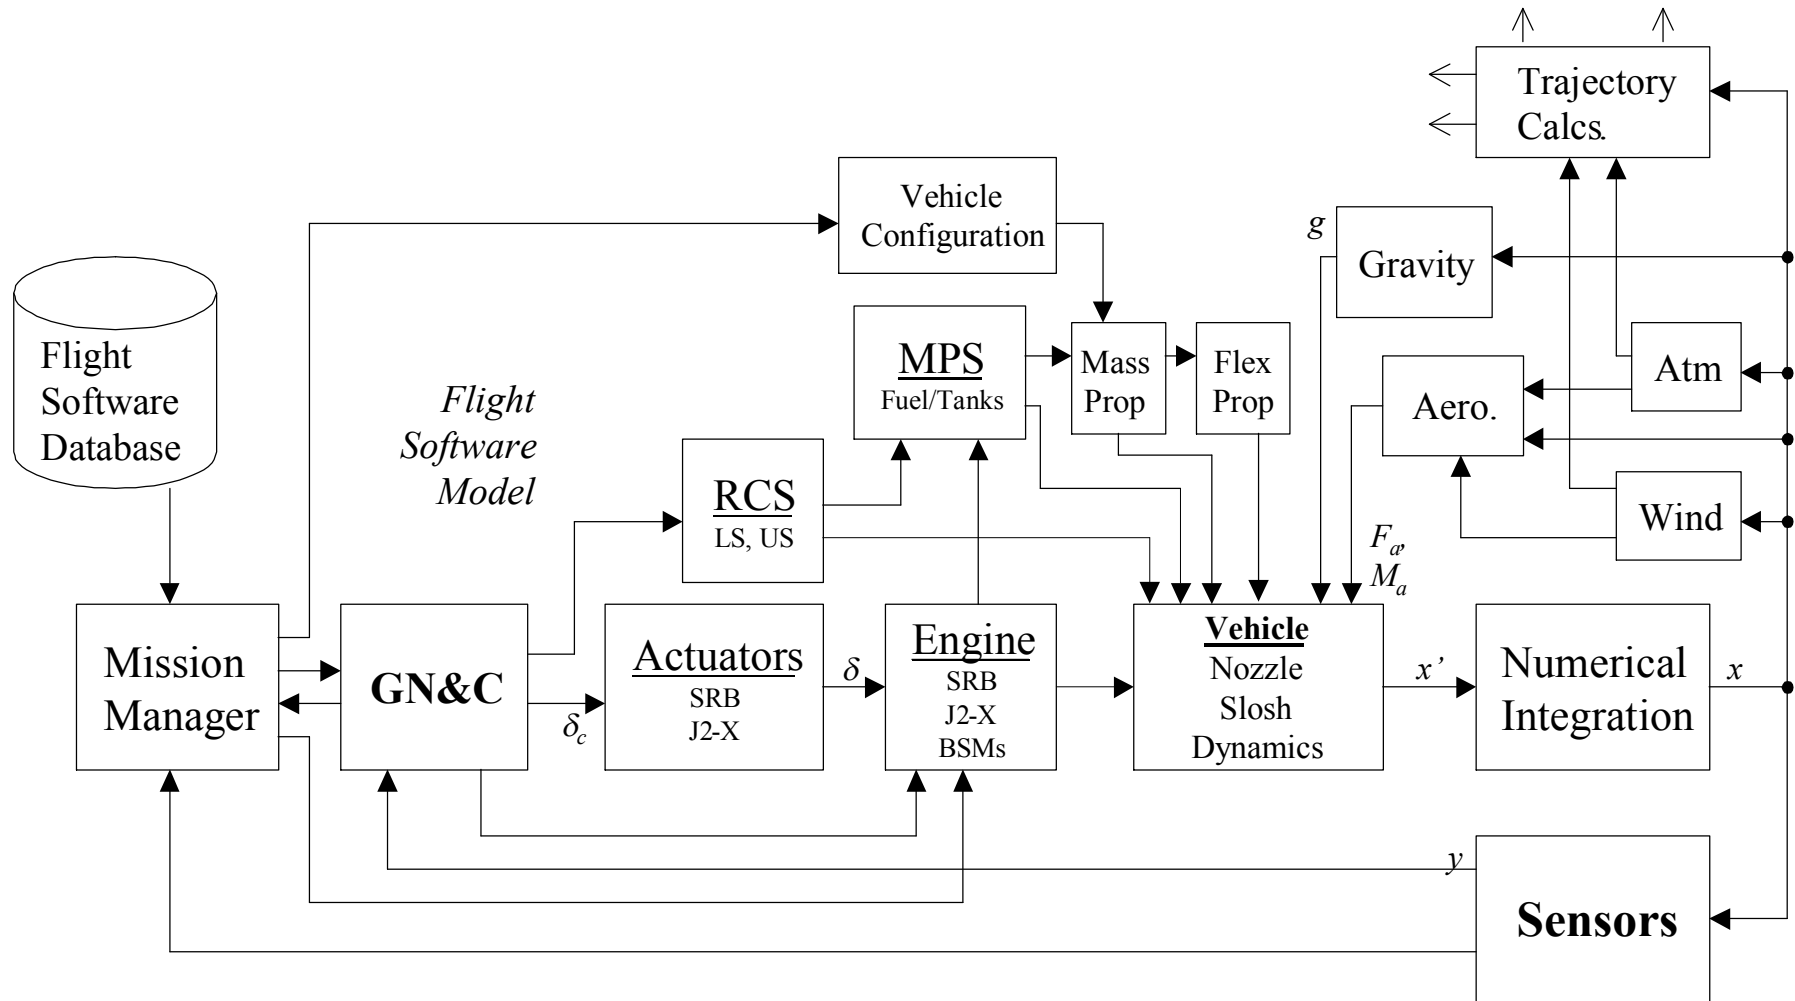 Trajectory
Calcs.
Vehicle
Configuration
g
Gravity
Flight
Software
Database
Flight
Software
Model
MPS
Fuel/Tanks
Mass
Prop
Flex
Prop
Atm
Aero.
RCS
LS, US
Wind
Fa,
Ma
Mission
Manager
GN&C
δc
Actuators
SRB
J2-X
δ
Engine
SRB
J2-X
BSMs
Vehicle
Nozzle
Slosh
Dynamics
x’
Numerical
Integration
x
y
Sensors